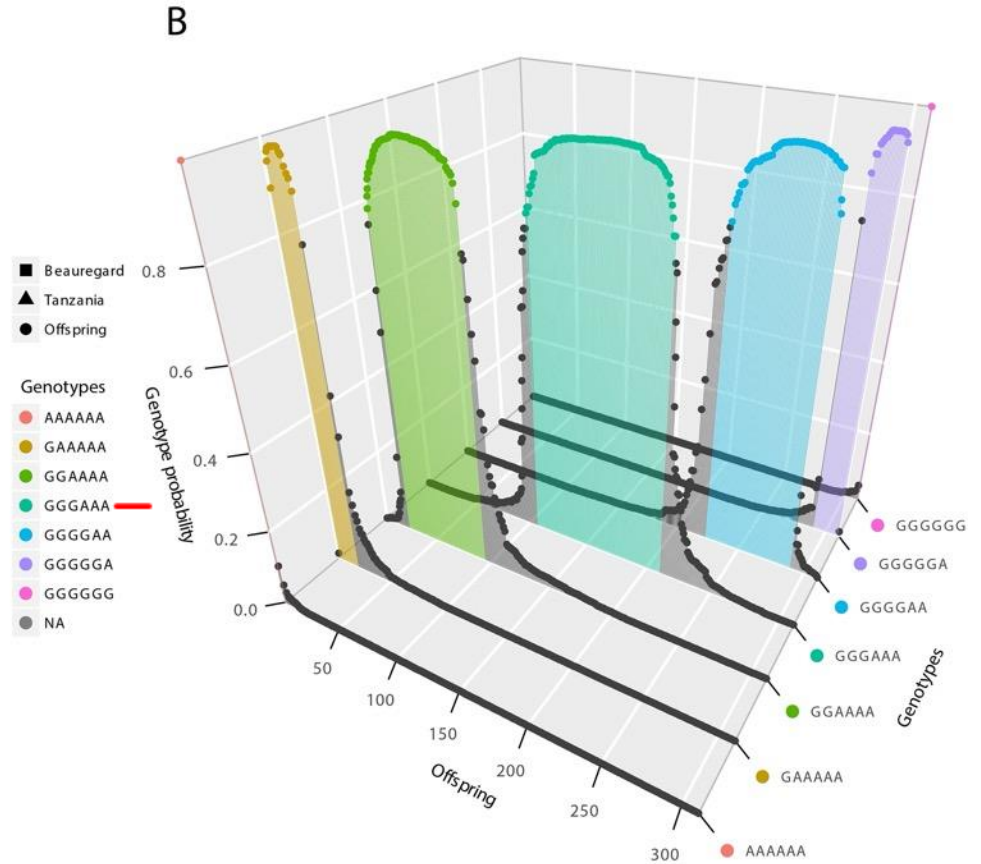 B
Beauregard
Tanzania
Offspring
Genotypes
AAAAAA
GAAAAA
GGAAAA
GGGAAA
GGGGAA
GGGGGA
GGGGGG
NA
Genotype probability
0.8
0.6
0.4
0.2
0.0
50
100
150
200
250
300
Offspring
GGGGGG
GGGGGA
GGGGAA
GGGAAA
GGAAAA
GAAAAA
AAAAAA
Genotypes